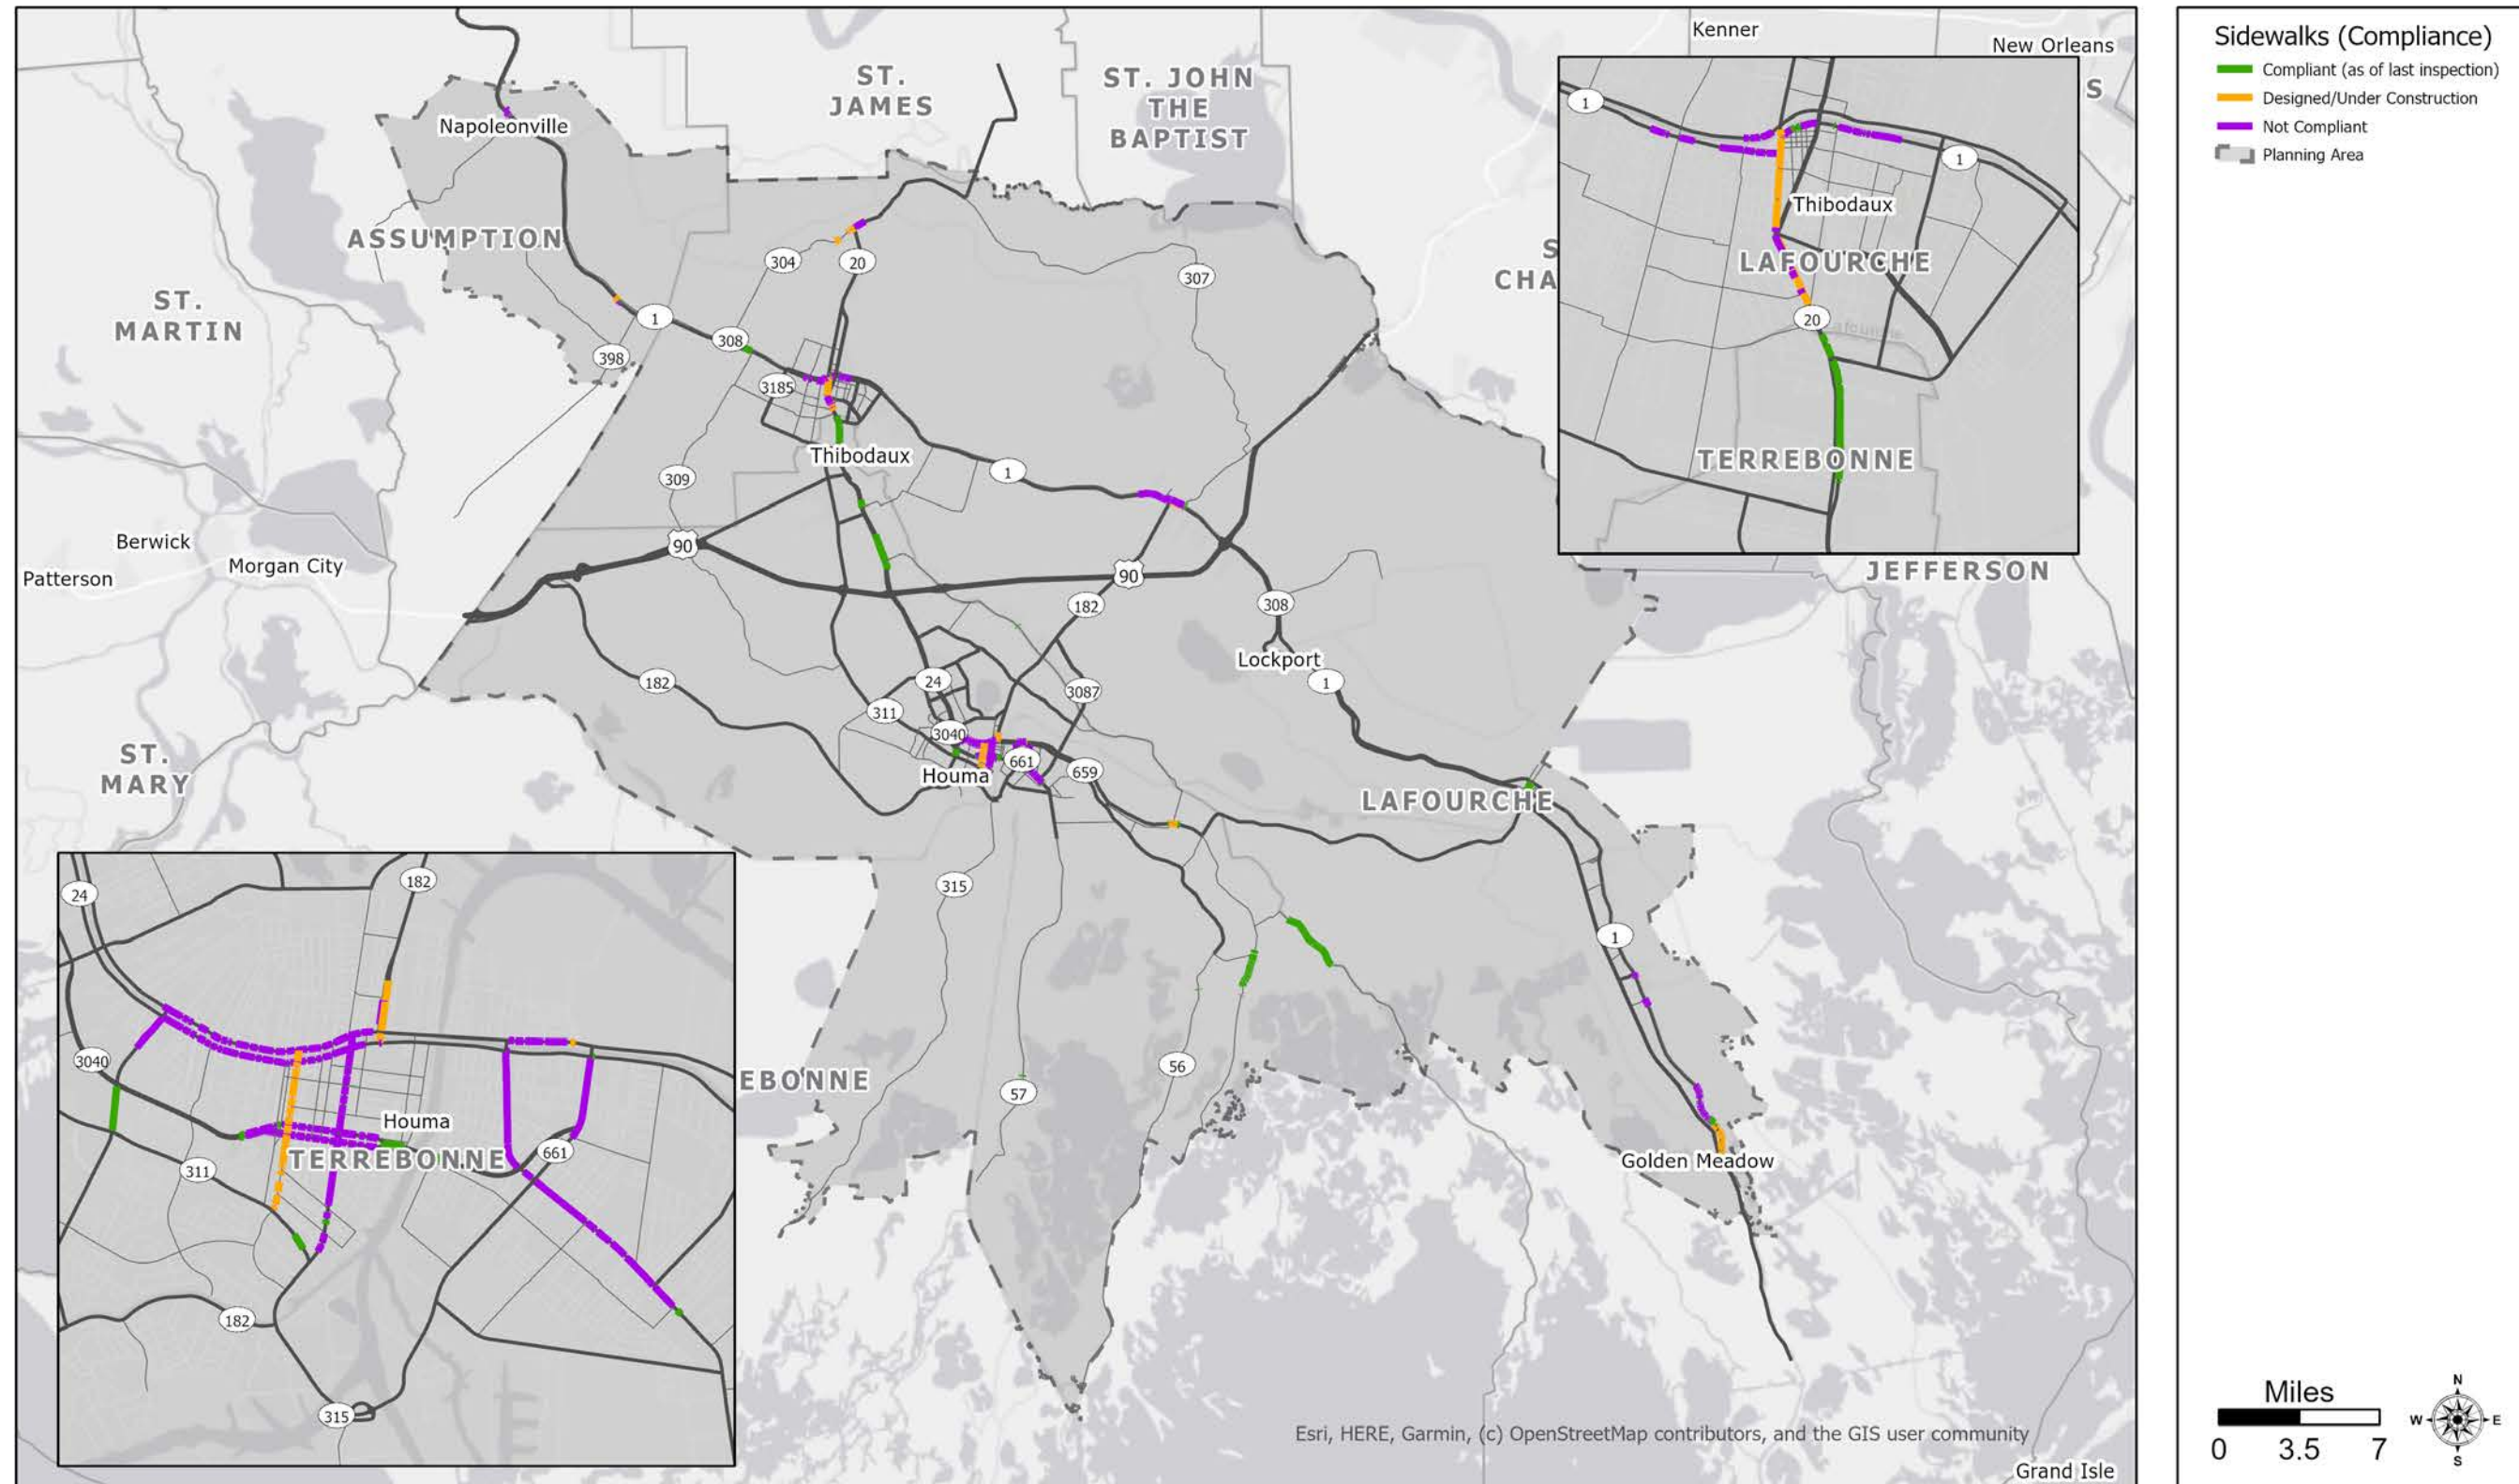 Kenner
New Orleans
ST.
JAMES
ST. JOHN
THE
BAPTIST
S
Napoleonville
ASSUMPTION
304
20
307
S
CHA
ST.
MARTIN
1
308
398
3185
Thibodaux
309
1
90
Berwick
Morgan City
Patterson
90
182
308
Lockport
1
182
24
3087
311
3040
661
659
Houma
ST.
MARY
LAFOURCHE
JEFFERSON
315
1
56
57
EBONNE
Golden Meadow
Grand Isle
1
1
Thibodaux
LAFOURCHE
20
Lafourche
TERREBONNE
24
182
3040
Houma
TERREBONNE
661
311
182
315
Esri, HERE, Garmin, (c) OpenStreetMap contributors, and the GIS user community
Sidewalks (Compliance)
Compliant (as of last inspection)
Designed/Under Construction
Not Compliant
Planning Area
Miles
0 3.5 7
N
W E
S